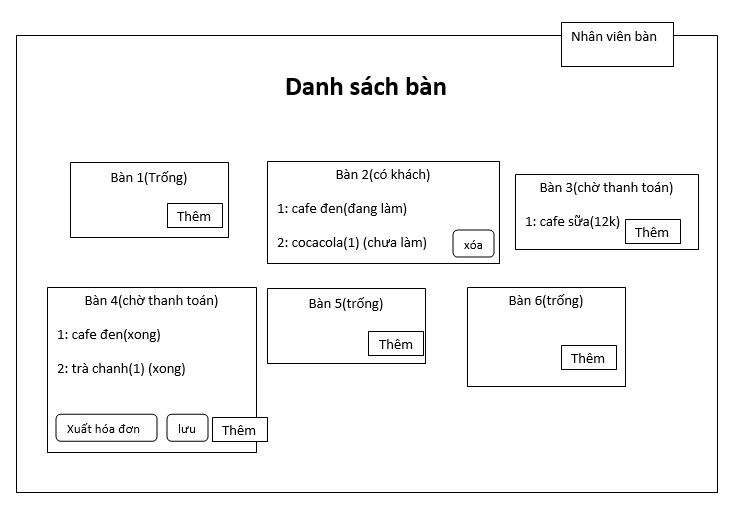 Nhân viên bàn
Danh sách bàn
Bàn 1(Trống)
Thêm
Bàn 2(có khách)
1: cafe đen(đang làm)
2: cocacola(1) (chưa làm)
xóa
Bàn 3(chờ thanh toán)
1: cafe sữa(12k)
Thêm
Bàn 4(chờ thanh toán)
1: cafe đen(xong)
2: trà chanh(1) (xong)
Xuất hóa đơn
lưu
Thêm
Bàn 5(trống)
Thêm
Bàn 6(trống)
Thêm